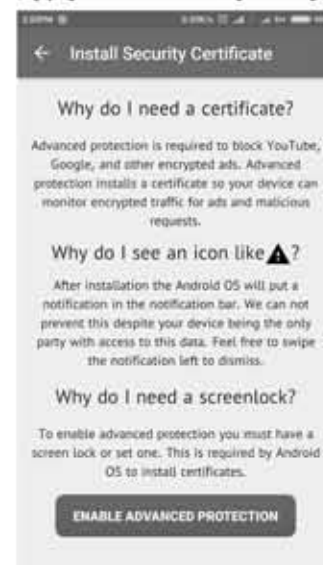 ← Install Security Certificate
Why do I need a certificate?
Advanced protection is required to block YouTube,
Google, and other encrypted ads. Advanced
protection installs a certificate so your device can
monitor encrypted traffic for ads and malicious
requests.
Why do I see an icon like ?
After installation the Android OS will put a
notification in the notification bar. We can not
prevent this despite your device being the only
party with access to this data. Feel free to swipe
the notification left to dismiss.
Why do I need a screenlock?
To enable advanced protection you must have a
screen lock or set one. This is required by Android
OS to install certificates.
ENABLE ADVANCED PROTECTION